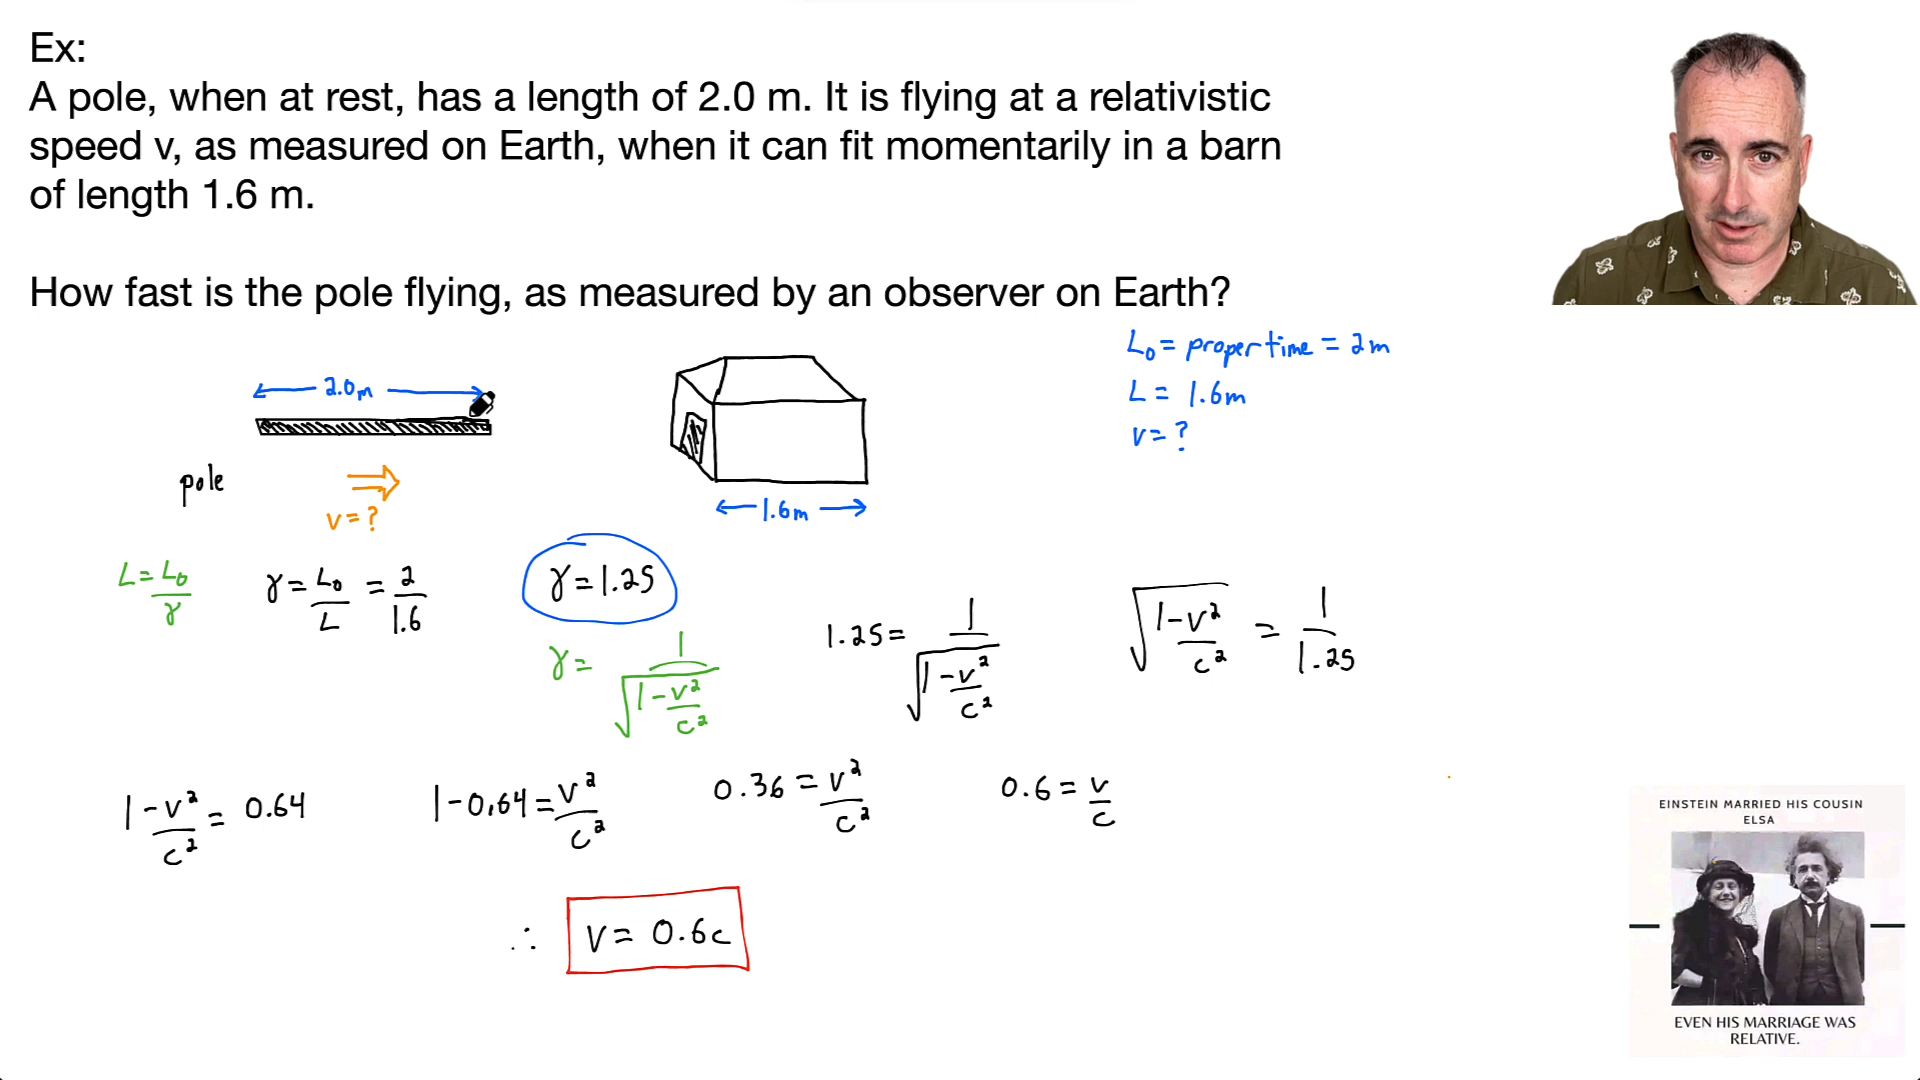 Ex:
A pole, when at rest, has a length of 2.0 m. It is flying at a relativistic
speed v, as measured on Earth, when it can fit momentarily in a barn
of length 1.6 m.
How fast is the pole flying, as measured by an observer on Earth?
L₀ = proper time = 2m
L = 1.6m
v = ?
2.0m
pole
v = ?
1.6m
L = L₀/γ
γ = L₀/L = 2/1.6
γ = 1.25
γ = 1/√(1-v²/c²)
1.25 = 1/√(1-v²/c²)
√(1-v²/c²) = 1/1.25
1-v²/c² = 0.64
1-0.64 = v²/c²
0.36 = v²/c²
0.6 = v/c
∴ v = 0.6c
EINSTEIN MARRIED HIS COUSIN
ELSA
EVEN HIS MARRIAGE WAS
RELATIVE.